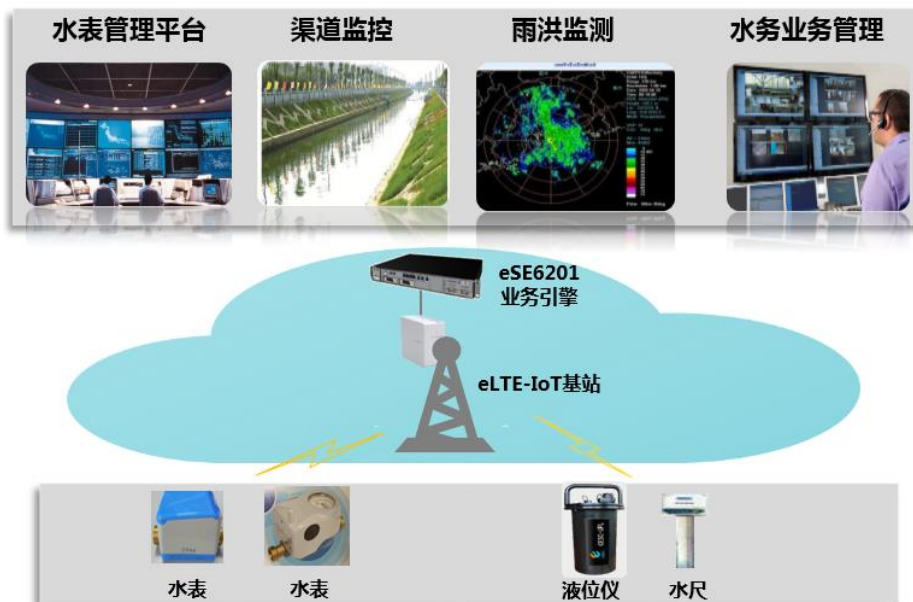 水表管理平台
渠道监控
雨洪监测
水务业务管理
eSE6201
业务引擎
eLTE-IoT基站
水表
水表
液位仪
水尺